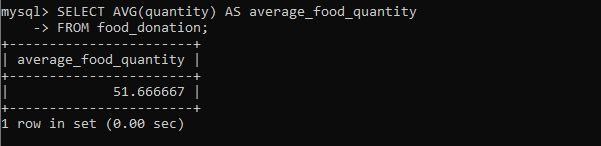 mysql> SELECT AVG(quantity) AS average_food_quantity
    -> FROM food_donation;
+-----------------------+
| average_food_quantity |
+-----------------------+
|             51.666667 |
+-----------------------+
1 row in set (0.00 sec)